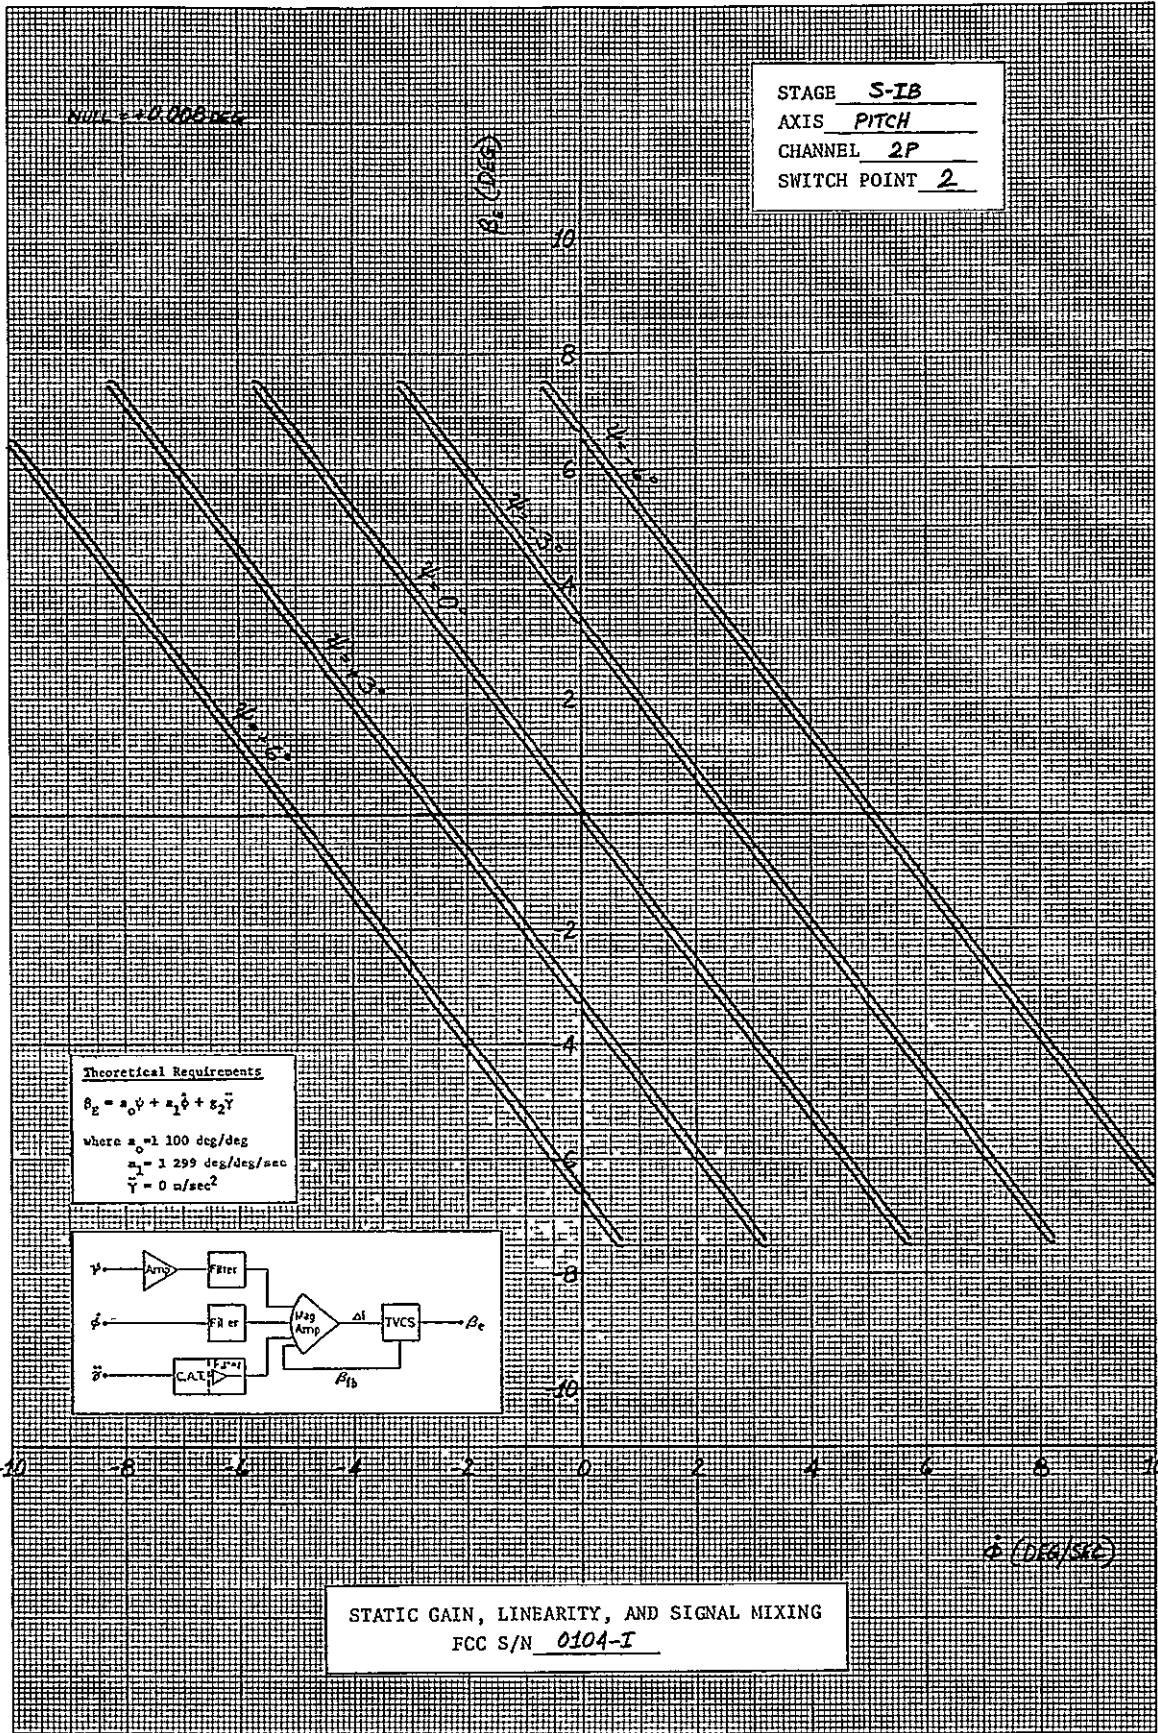 NULL = +0.008 DEG
STAGE S-IB
AXIS PITCH
CHANNEL 2P
SWITCH POINT 2
βE (DEG)
10
8
6
4
2
-2
-4
-6
-8
-10
ψ=-6°
ψ=-3°
ψ=0°
ψ=+3°
ψ=+6°
Theoretical Requirements
βE = a₀ψ + a₁φ̇ + g₂γ̈
where a₀=1 100 deg/deg
a₁= 1 299 deg/deg/sec
γ̈ = 0 m/sec²
ψ Amp Filter
Mag Amp Δi TVCS βe
φ̇
C.A.T.
βfb
-10 -8 -6 -4 -2 0 2 4 6 8
φ̇ (DEG/SEC)
STATIC GAIN, LINEARITY, AND SIGNAL MIXING
FCC S/N 0104-I